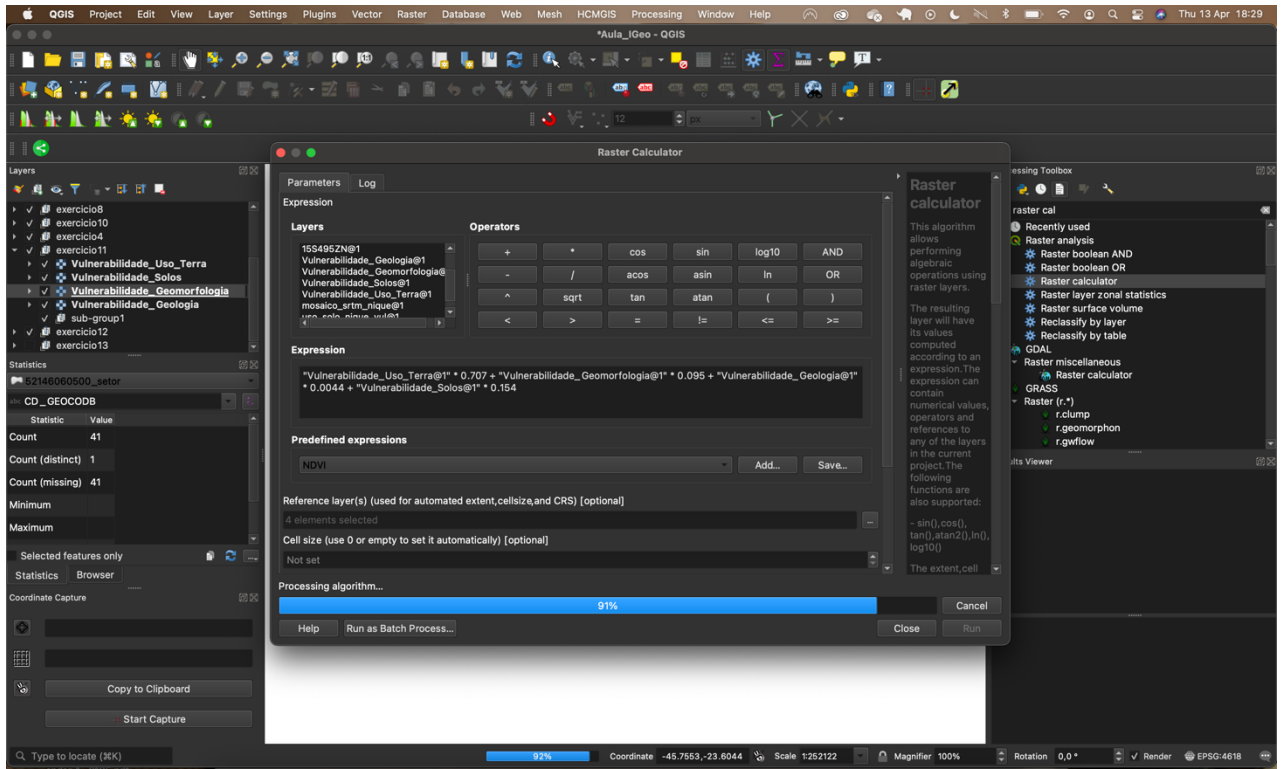 QGIS Project Edit View Layer Settings Plugins Vector Raster Database Web Mesh HCMGIS Processing Window Help Thu 13 Apr 18:29
*Aula_IGeo - QGIS
12 px
Layers
exercicio8
exercicio10
exercicio4
exercicio11
Vulnerabilidade_Uso_Terra
Vulnerabilidade_Solos
Vulnerabilidade_Geomorfologia
Vulnerabilidade_Geologia
sub-group1
exercicio12
exercicio13
Statistics
52146060500_setor
abc CD_GEOCODB
Statistic Value
Count 41
Count (distinct) 1
Count (missing) 41
Minimum
Maximum
Selected features only
Statistics Browser
Coordinate Capture
Copy to Clipboard
Start Capture
Raster Calculator
Parameters Log
Expression
Layers
15S495ZN@1
Vulnerabilidade_Geologia@1
Vulnerabilidade_Geomorfologia@
Vulnerabilidade_Solos@1
Vulnerabilidade_Uso_Terra@1
mosaico_srtm_nique@1
uso_solo_nique_vul@1
Operators
+ * cos sin log10 AND
- / acos asin ln OR
^ sqrt tan atan ( )
< > = != <= >=
Expression
"Vulnerabilidade_Uso_Terra@1" * 0.707 + "Vulnerabilidade_Geomorfologia@1" * 0.095 + "Vulnerabilidade_Geologia@1"
* 0.0044 + "Vulnerabilidade_Solos@1" * 0.154
Predefined expressions
NDVI Add... Save...
Reference layer(s) (used for automated extent,cellsize,and CRS) [optional]
4 elements selected ...
Cell size (use 0 or empty to set it automatically) [optional]
Not set
Processing algorithm...
91% Cancel
Help Run as Batch Process... Close Run
Raster
calculator
This algorithm
allows
performing
algebraic
operations using
raster layers.
The resulting
layer will have
its values
computed
according to an
expression.The
expression can
contain
numerical values,
operators and
references to
any of the layers
in the current
project.The
following
functions are
also supported:
- sin(),cos(),
tan(),atan2(),ln(),
log10()
The extent,cell
essing Toolbox
raster cal
Recently used
Raster analysis
Raster boolean AND
Raster boolean OR
Raster calculator
Raster layer zonal statistics
Raster surface volume
Reclassify by layer
Reclassify by table
GDAL
Raster miscellaneous
Raster calculator
GRASS
Raster (r.*)
r.clump
r.geomorphon
r.gwflow
ults Viewer
Type to locate (⌘K) 92% Coordinate -45.7553,-23.6044 Scale 1:252122 Magnifier 100% Rotation 0,0 ° Render EPSG:4618